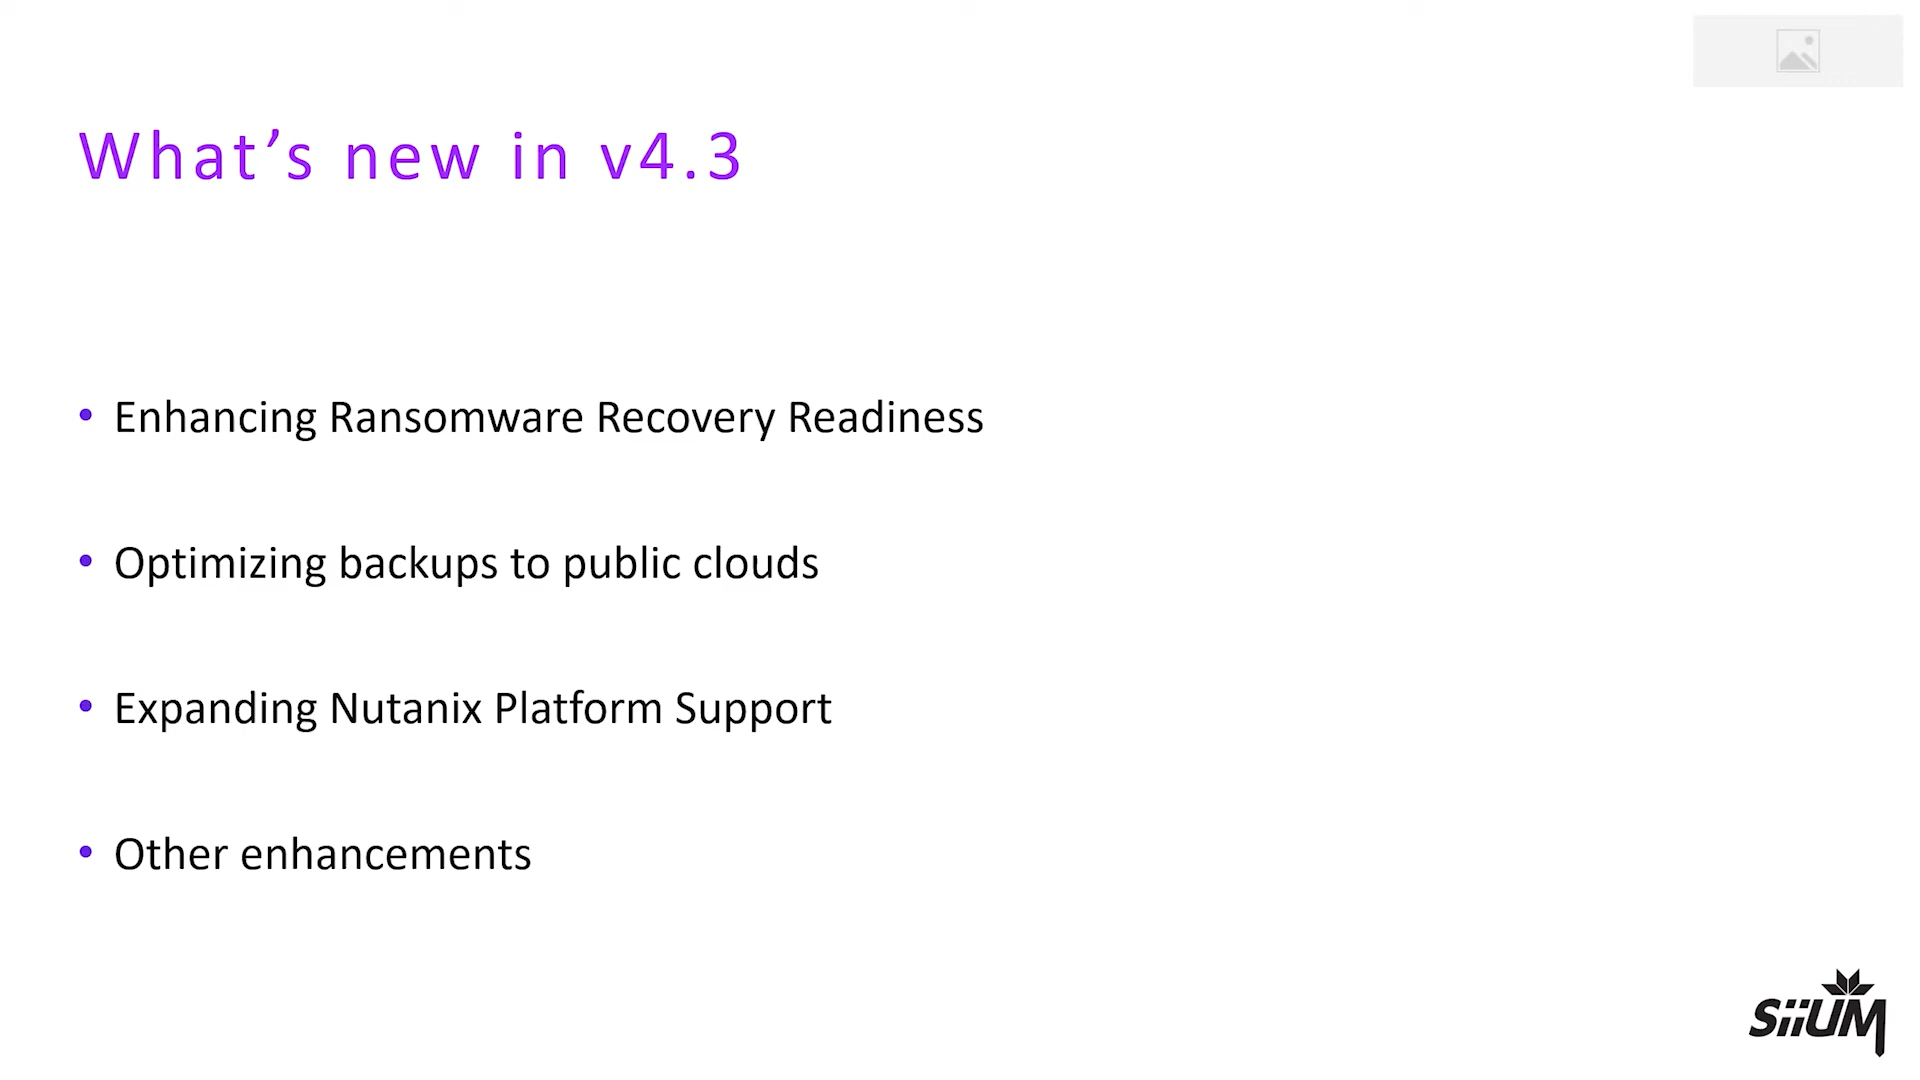 What’s new in v4.3
• Enhancing Ransomware Recovery Readiness
• Optimizing backups to public clouds
• Expanding Nutanix Platform Support
• Other enhancements
SiiUM